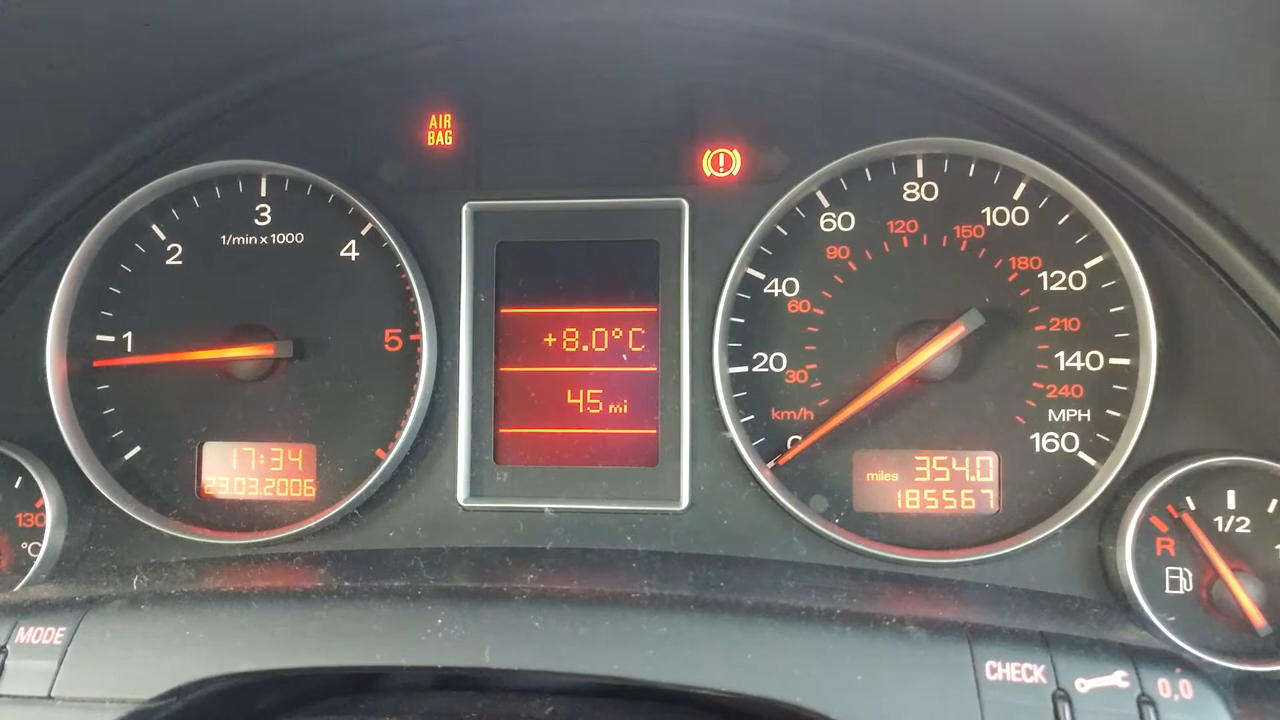 AIR
BAG
1
2
3
4
5
1/min x 1000
17:34
23.03.2006
+8.0°C
45 mi
0
20
40
60
80
100
120
140
160
MPH
km/h
30
60
90
120
150
180
210
240
miles 354.0
185567
130
°C
R
1/2
MODE
CHECK
0,0